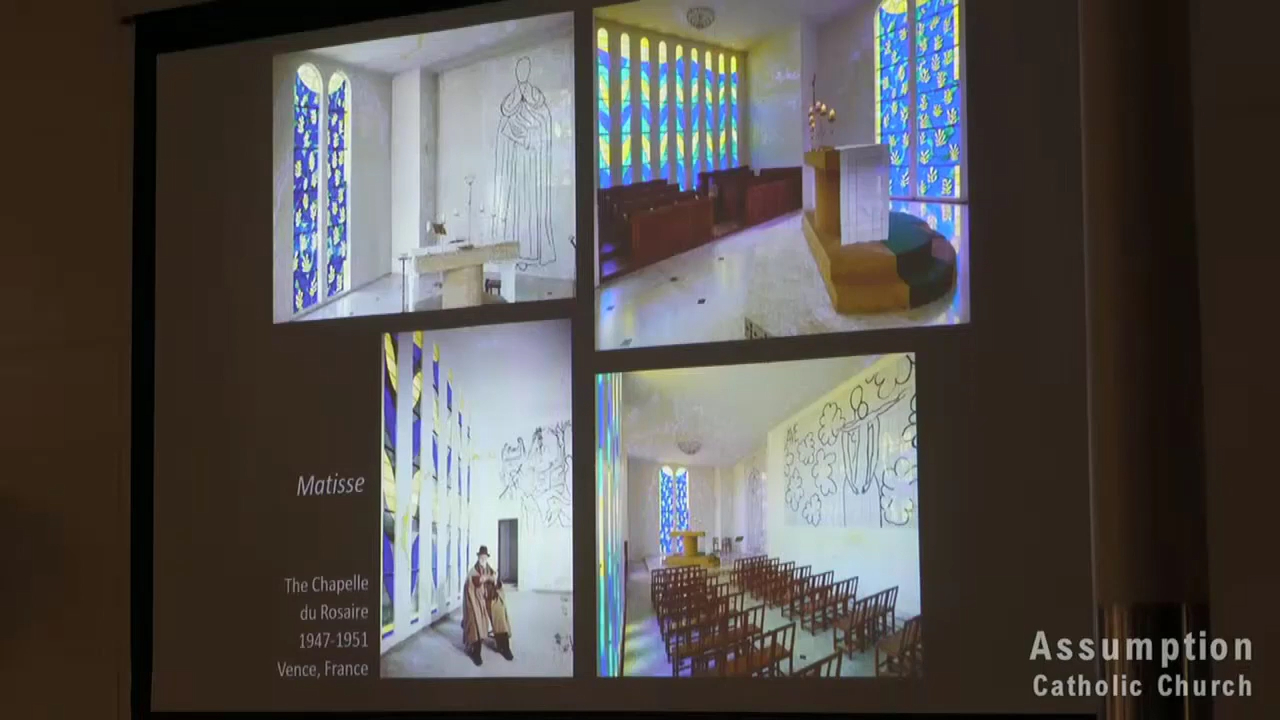 Matisse
The Chapelle
du Rosaire
1947-1951
Vence, France
Assumption
Catholic Church